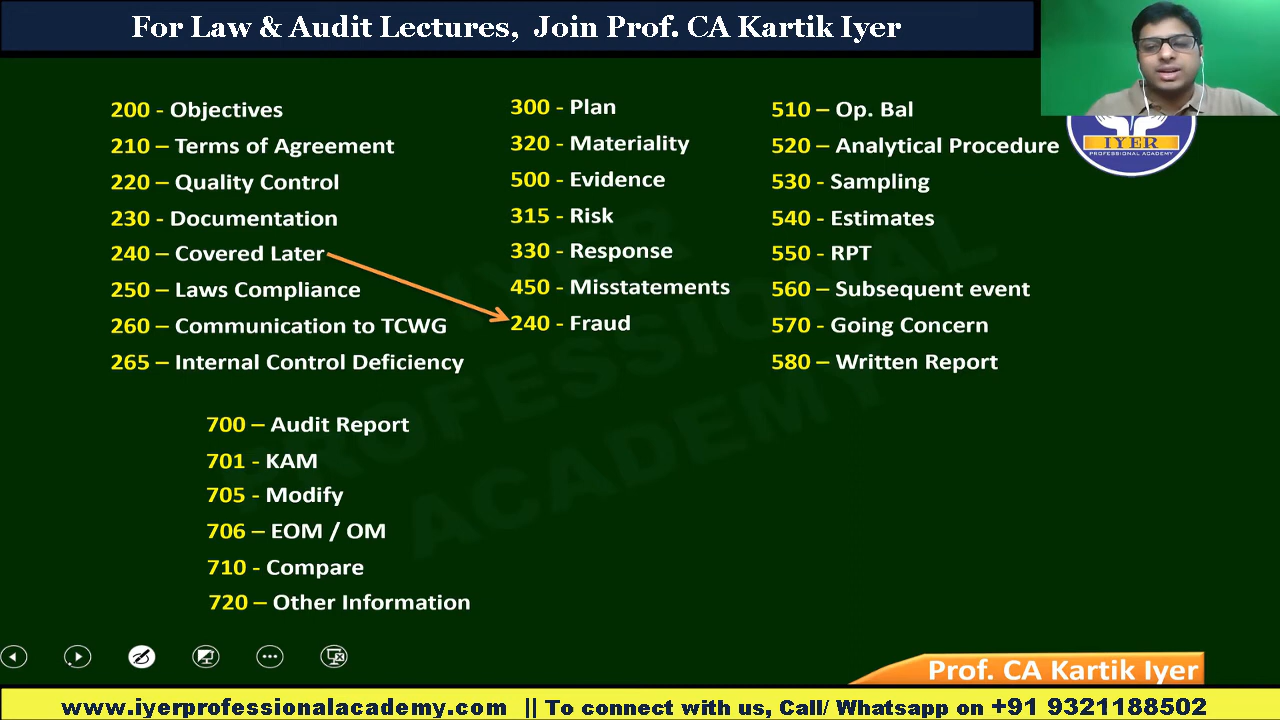 For Law & Audit Lectures, Join Prof. CA Kartik Iyer
200 - Objectives
210 – Terms of Agreement
220 – Quality Control
230 - Documentation
240 – Covered Later
250 – Laws Compliance
260 – Communication to TCWG
265 – Internal Control Deficiency
300 - Plan
320 - Materiality
500 - Evidence
315 - Risk
330 - Response
450 - Misstatements
240 - Fraud
510 – Op. Bal
520 – Analytical Procedure
530 - Sampling
540 - Estimates
550 - RPT
560 – Subsequent event
570 - Going Concern
580 – Written Report
700 – Audit Report
701 - KAM
705 - Modify
706 – EOM / OM
710 - Compare
720 – Other Information
IYER
PROFESSIONAL ACADEMY
IYER
PROFESSIONAL
ACADEMY
Prof. CA Kartik Iyer
www.iyerprofessionalacademy.com || To connect with us, Call/ Whatsapp on +91 9321188502